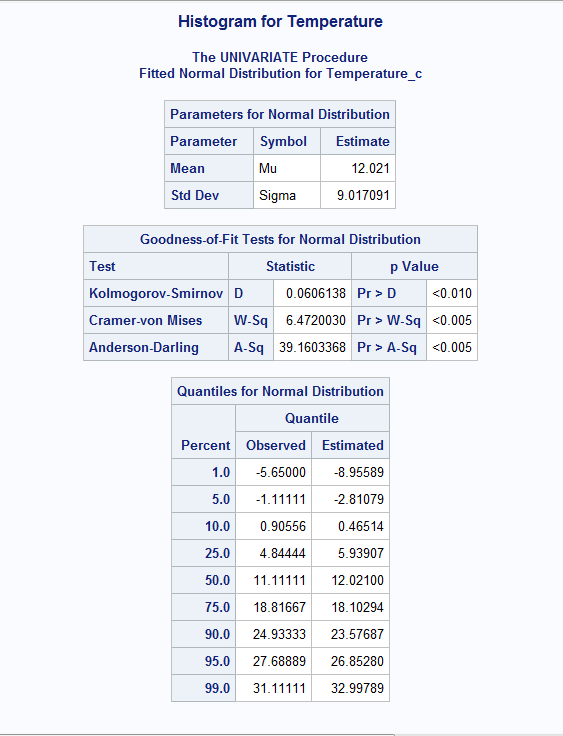 Histogram for Temperature
The UNIVARIATE Procedure
Fitted Normal Distribution for Temperature_c
Parameters for Normal Distribution
Parameter Symbol Estimate
Mean Mu 12.021
Std Dev Sigma 9.017091
Goodness-of-Fit Tests for Normal Distribution
Test Statistic p Value
Kolmogorov-Smirnov D 0.0606138 Pr > D <0.010
Cramer-von Mises W-Sq 6.4720030 Pr > W-Sq <0.005
Anderson-Darling A-Sq 39.1603368 Pr > A-Sq <0.005
Quantiles for Normal Distribution
Quantile
Percent Observed Estimated
1.0 -5.65000 -8.95589
5.0 -1.11111 -2.81079
10.0 0.90556 0.46514
25.0 4.84444 5.93907
50.0 11.11111 12.02100
75.0 18.81667 18.10294
90.0 24.93333 23.57687
95.0 27.68889 26.85280
99.0 31.11111 32.99789